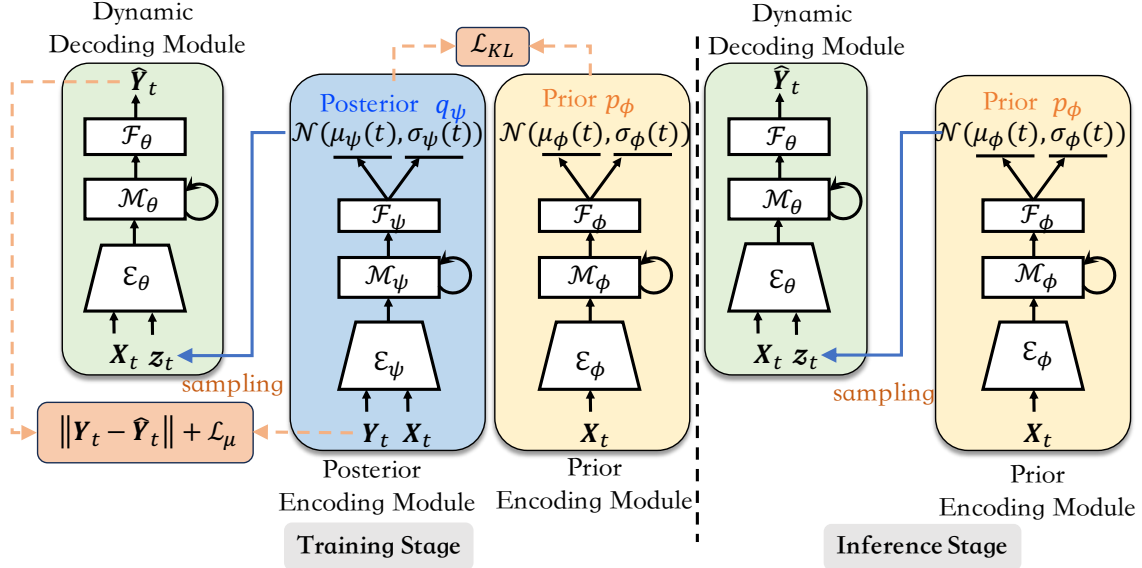 Dynamic
Decoding Module
Ŷ_t
ℱ_θ
ℳ_θ
ℰ_θ
X_t z_t
sampling
‖Y_t − Ŷ_t‖ + ℒ_μ
ℒ_KL
Posterior q_ψ
𝒩(μ_ψ(t), σ_ψ(t))
ℱ_ψ
ℳ_ψ
ℰ_ψ
Y_t X_t
Posterior
Encoding Module
Prior p_ϕ
𝒩(μ_ϕ(t), σ_ϕ(t))
ℱ_ϕ
ℳ_ϕ
ℰ_ϕ
X_t
Prior
Encoding Module
Training Stage
Dynamic
Decoding Module
Ŷ_t
ℱ_θ
ℳ_θ
ℰ_θ
X_t z_t
sampling
Prior p_ϕ
𝒩(μ_ϕ(t), σ_ϕ(t))
ℱ_ϕ
ℳ_ϕ
ℰ_ϕ
X_t
Prior
Encoding Module
Inference Stage